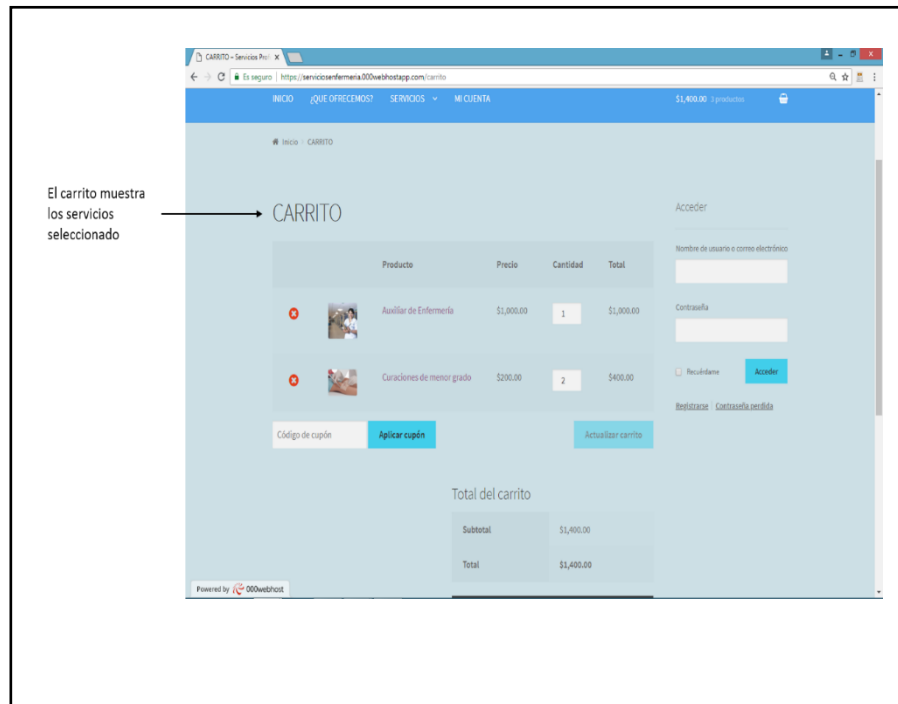 CARRITO – Servicios Prof
Es seguro | https://serviciosenfermeria.000webhostapp.com/carrito
INICIO ¿QUE OFRECEMOS? SERVICIOS MI CUENTA $1,400.00 3 productos
Inicio CARRITO
El carrito muestra
los servicios
seleccionado
CARRITO
Producto Precio Cantidad Total
Auxiliar de Enfermería $1,000.00 1 $1,000.00
Curaciones de menor grado $200.00 2 $400.00
Código de cupón Aplicar cupón Actualizar carrito
Total del carrito
Subtotal $1,400.00
Total $1,400.00
Acceder
Nombre de usuario o correo electrónico
Contraseña
Recuérdame Acceder
Registrarse Contraseña perdida
Powered by 000webhost